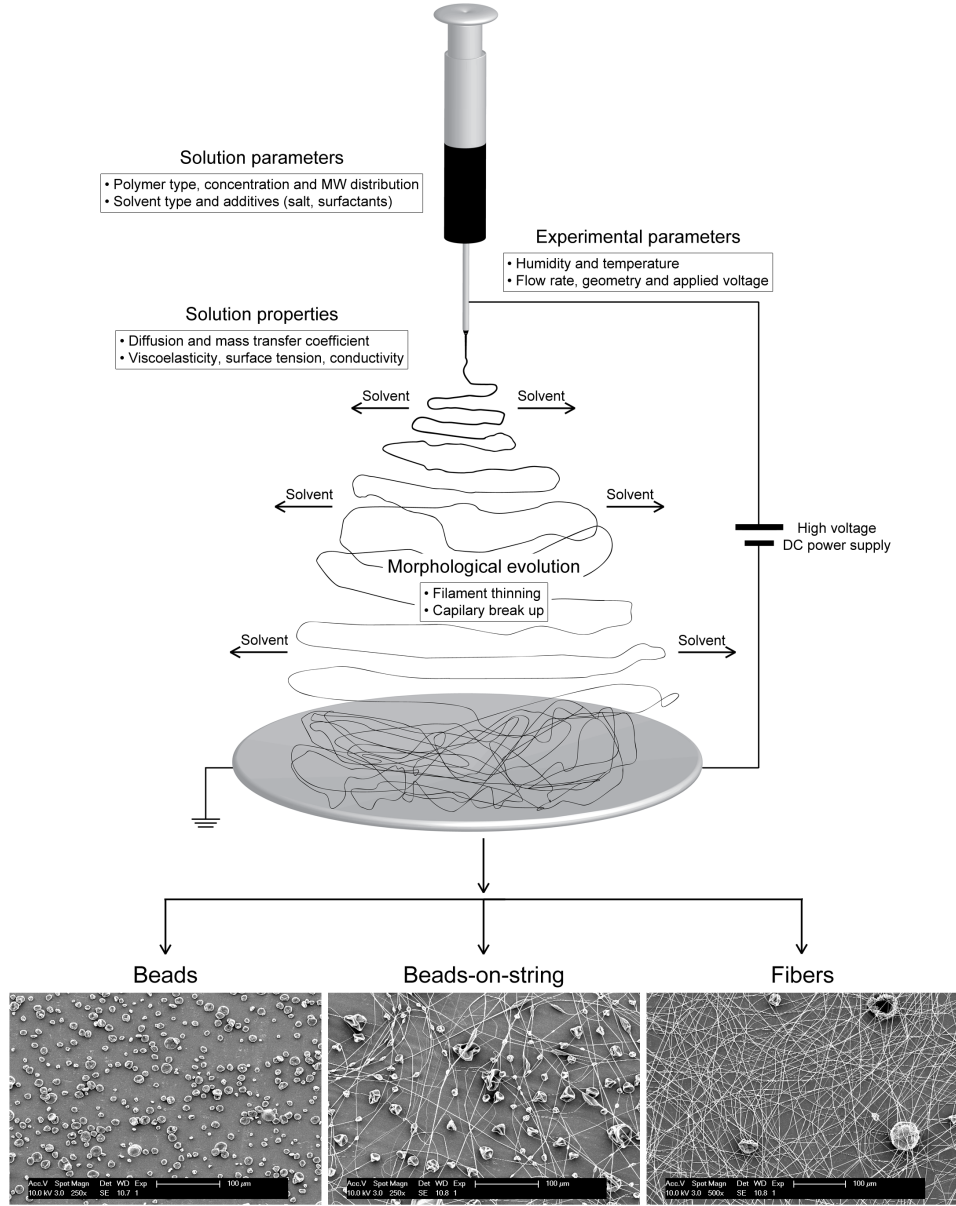 Solution parameters
• Polymer type, concentration and MW distribution
• Solvent type and additives (salt, surfactants)
Experimental parameters
• Humidity and temperature
• Flow rate, geometry and applied voltage
Solution properties
• Diffusion and mass transfer coefficient
• Viscoelasticity, surface tension, conductivity
Solvent
Solvent
Solvent
Solvent
High voltage
DC power supply
Morphological evolution
• Filament thinning
• Capilary break up
Solvent
Solvent
Beads
Beads-on-string
Fibers
Acc.V Spot Magn Det WD Exp 100 µm
10.0 kV 3.0 250x SE 10.7 1
Acc.V Spot Magn Det WD Exp 100 µm
10.0 kV 3.0 250x SE 10.8 1
Acc.V Spot Magn Det WD Exp 100 µm
10.0 kV 3.0 500x SE 10.8 1